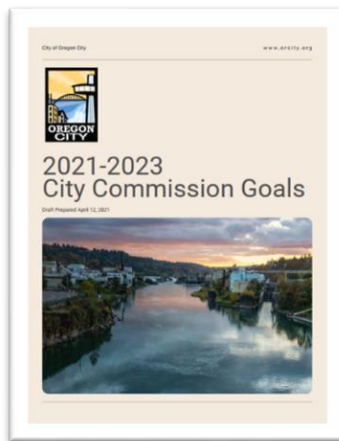 City of Oregon City
www.orcity.org
OREGON
CITY
2021-2023
City Commission Goals
Draft Prepared April 12, 2021